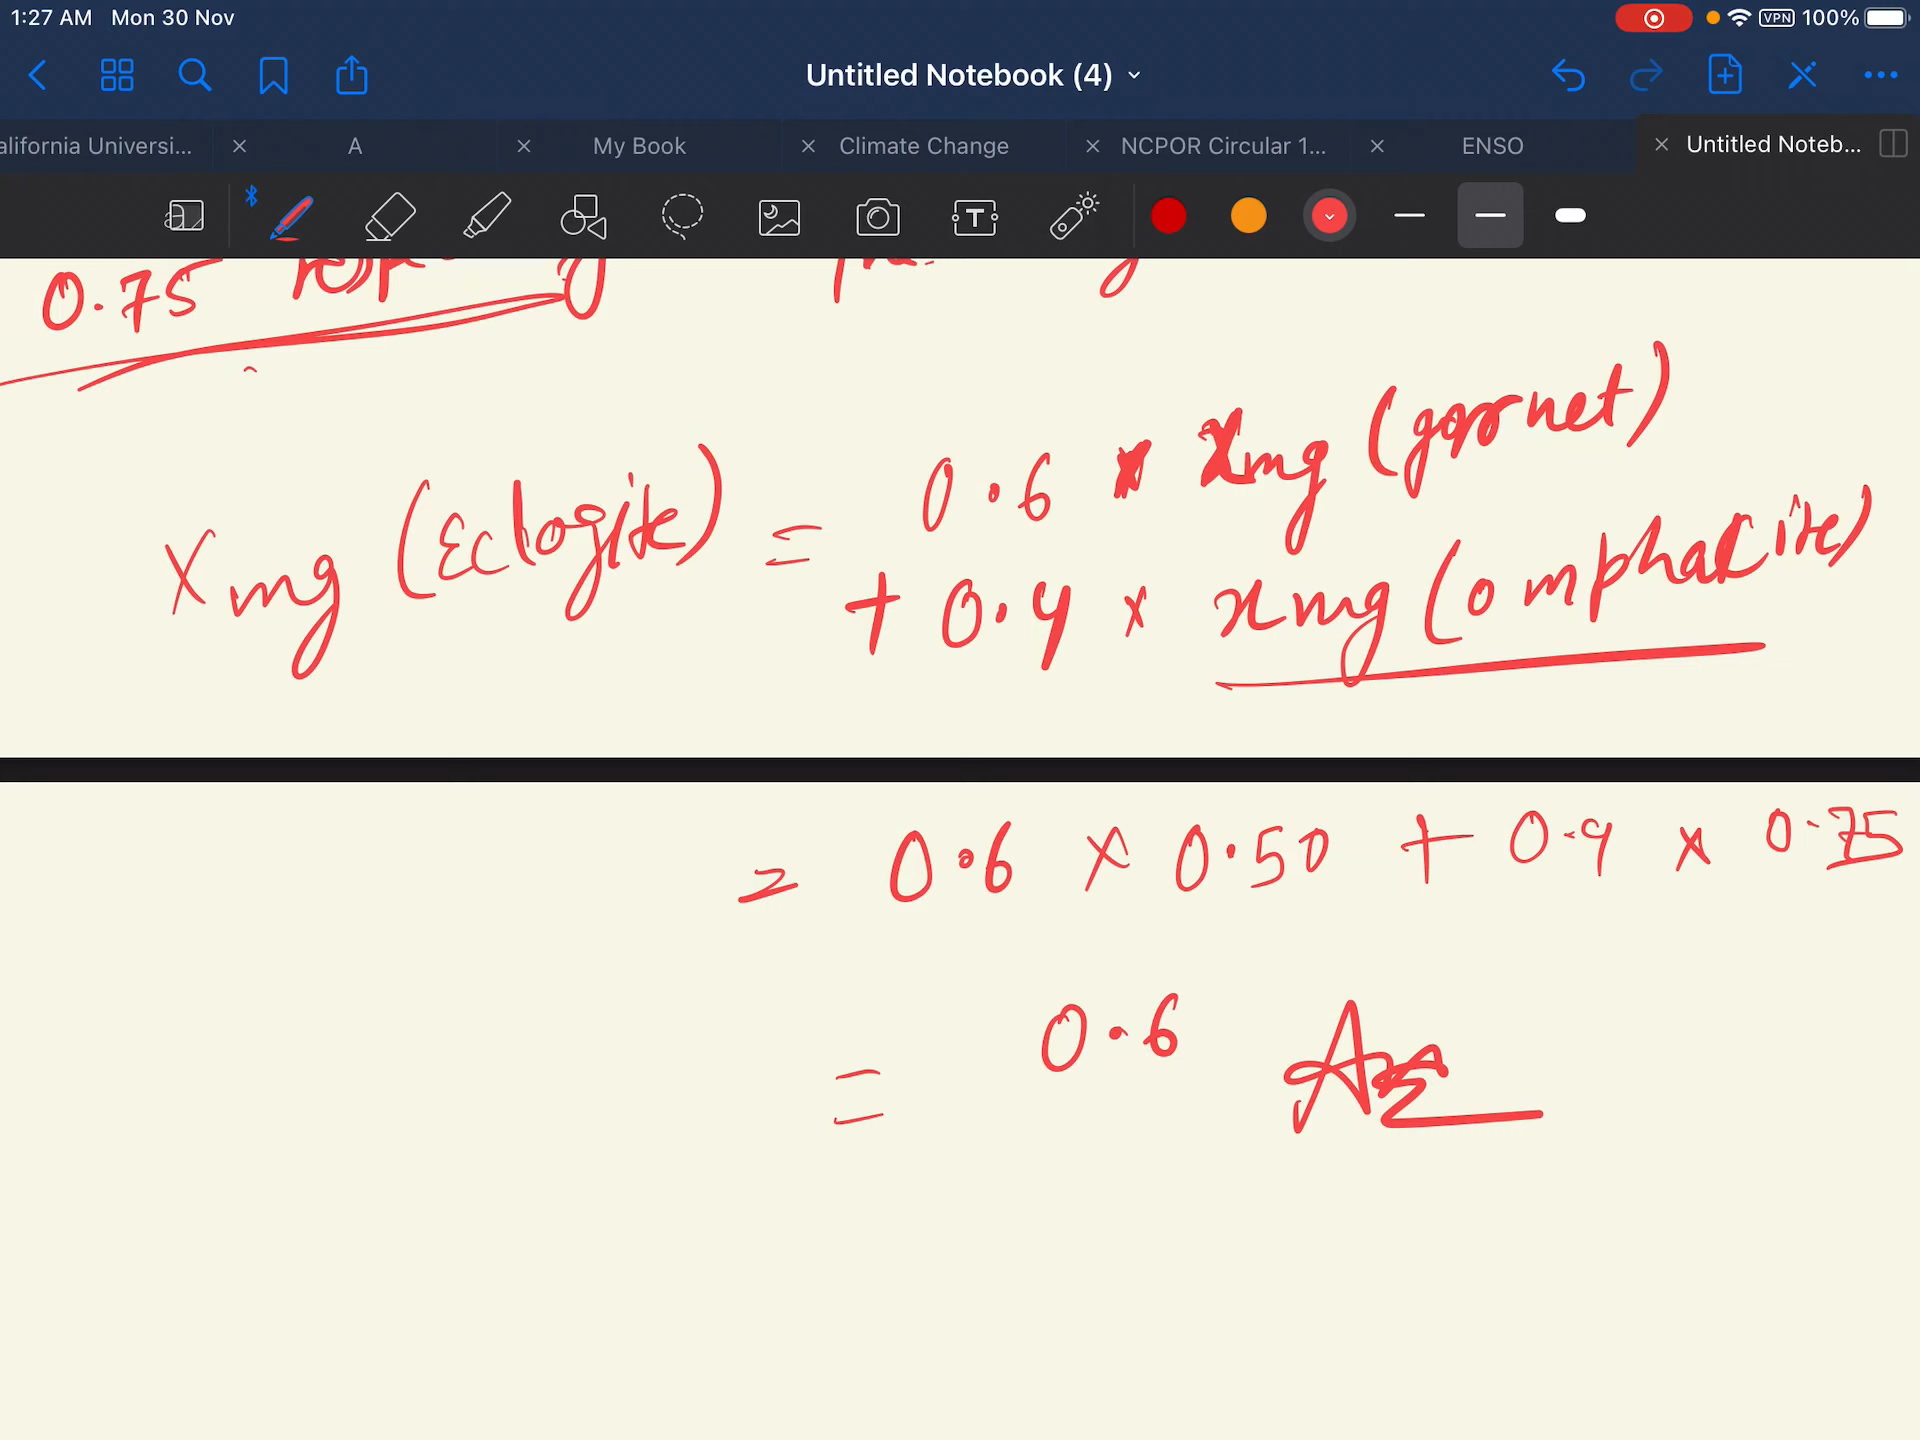 1:27 AM Mon 30 Nov VPN 100%
Untitled Notebook (4)
alifornia Universi... A My Book Climate Change NCPOR Circular 1... ENSO Untitled Noteb...
0.75
Xmg (Eclogite) = 0.6 * Xmg (garnet)
+ 0.4 × xmg (omphacite)
= 0.6 × 0.50 + 0.4 × 0.75
= 0.6 Ans